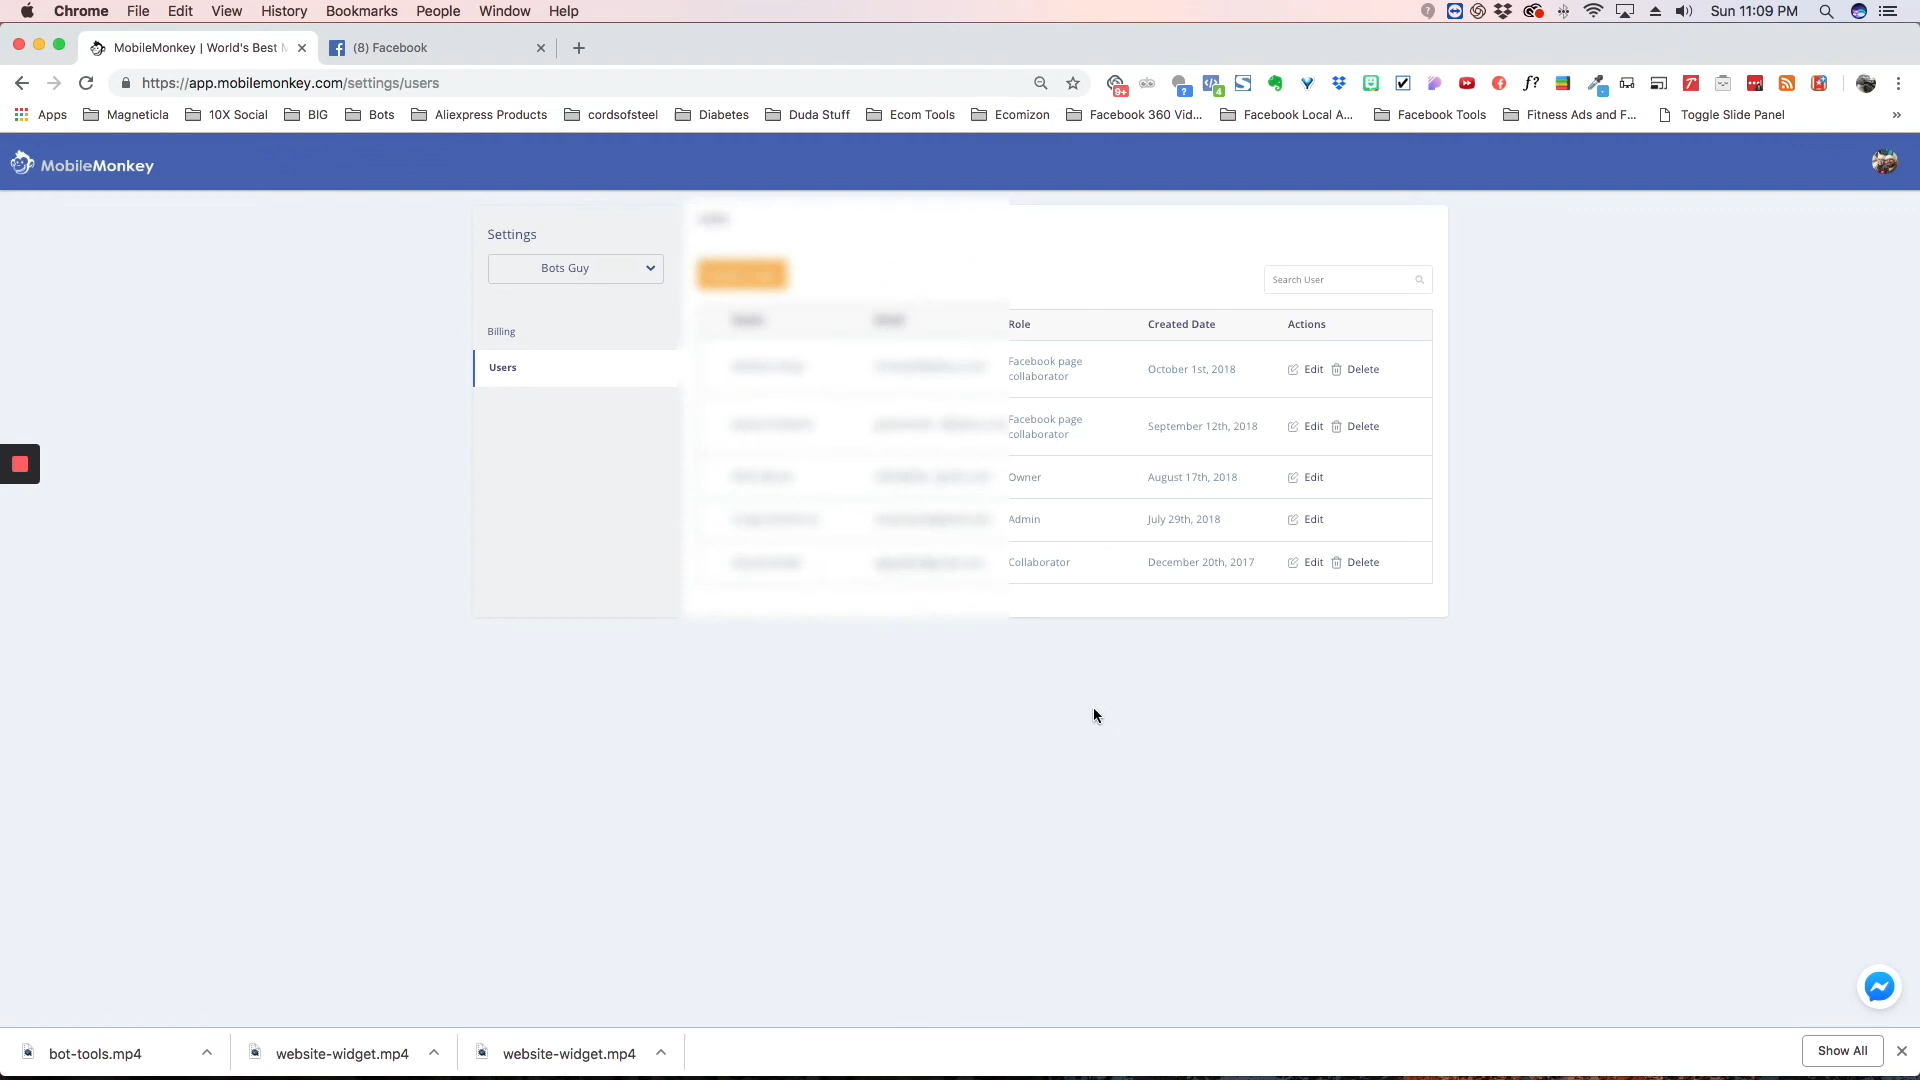 Chrome File Edit View History Bookmarks People Window Help Sun 11:09 PM
MobileMonkey | World's Best (8) Facebook
https://app.mobilemonkey.com/settings/users
Apps Magneticla 10X Social BIG Bots Aliexpress Products cordsofsteel Diabetes Duda Stuff Ecom Tools Ecomizon Facebook 360 Vid... Facebook Local A... Facebook Tools Fitness Ads and F... Toggle Slide Panel »
MobileMonkey
Settings
Bots Guy
Search User
Billing
Users
Role Created Date Actions
Facebook page
collaborator
October 1st, 2018 Edit Delete
Facebook page
collaborator
September 12th, 2018 Edit Delete
Owner August 17th, 2018 Edit
Admin July 29th, 2018 Edit
Collaborator December 20th, 2017 Edit Delete
bot-tools.mp4 website-widget.mp4 website-widget.mp4 Show All